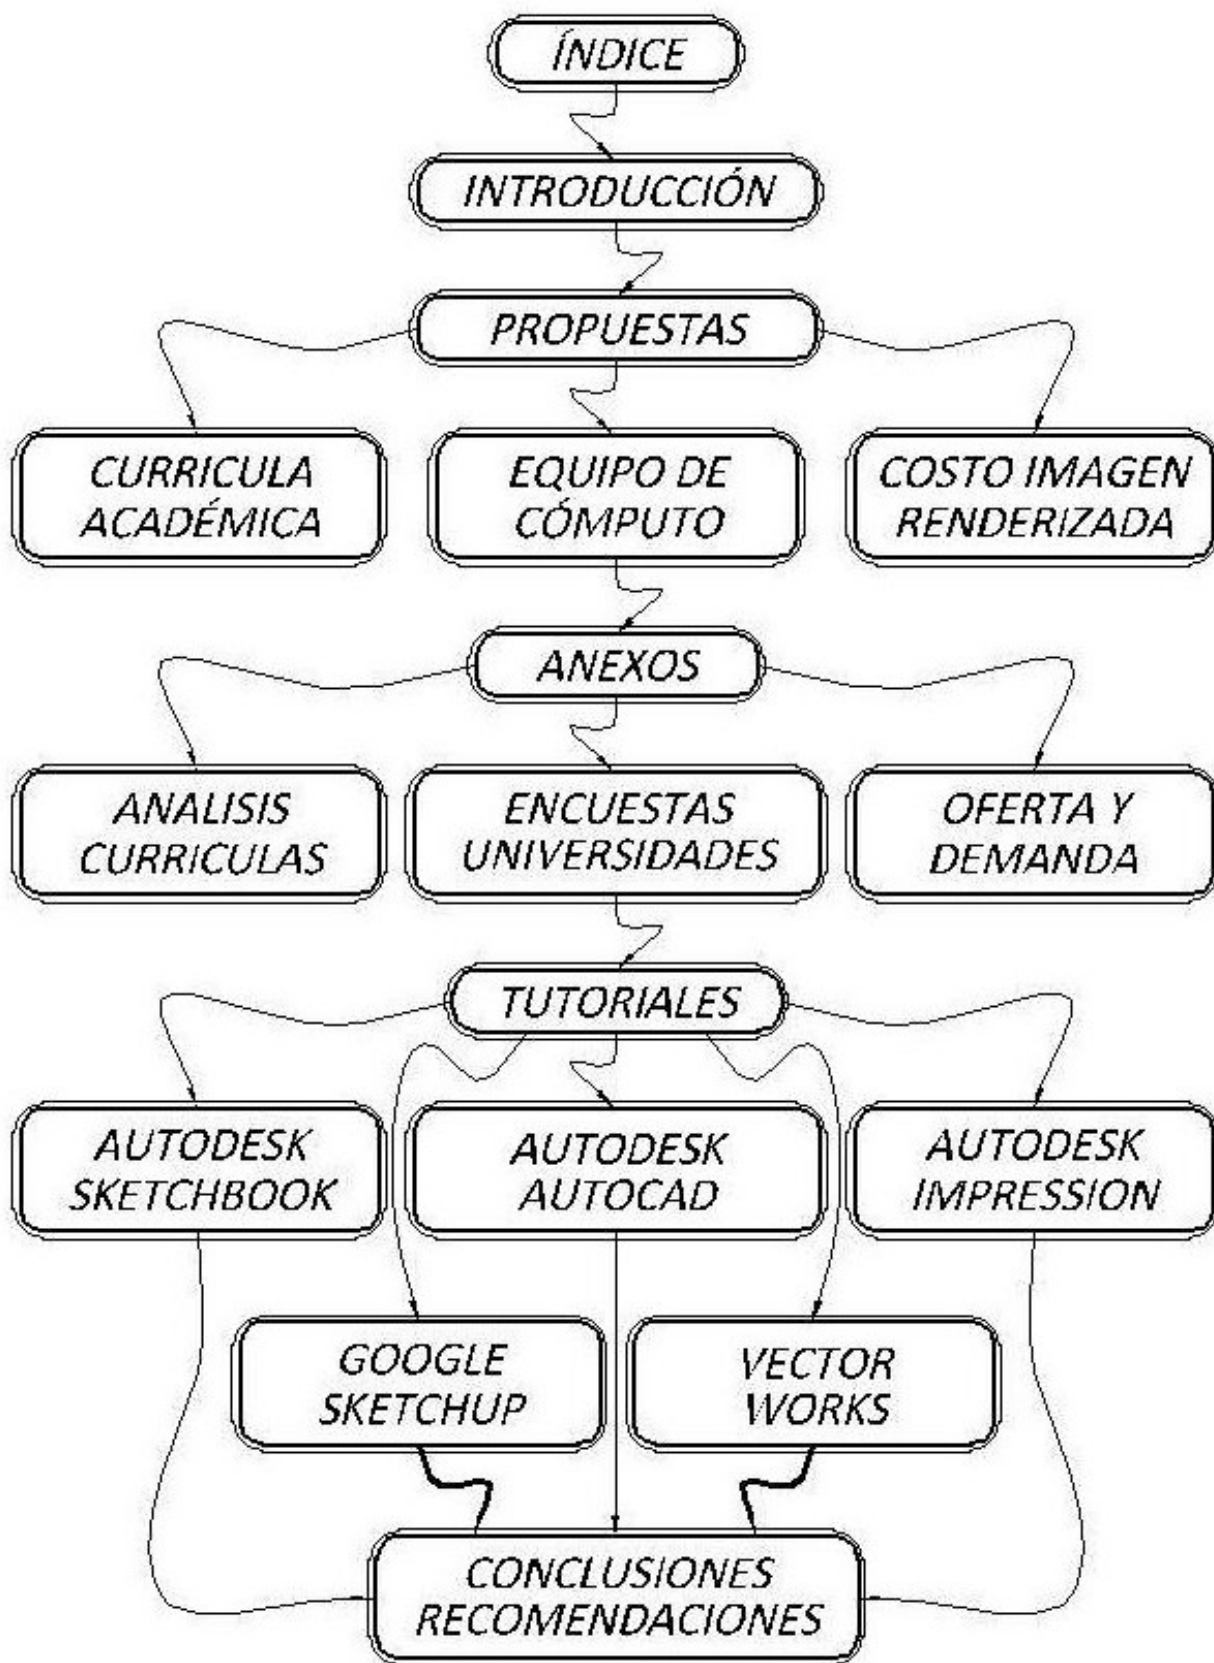 ÍNDICE
INTRODUCCIÓN
PROPUESTAS
CURRICULA
ACADÉMICA
EQUIPO DE
CÓMPUTO
COSTO IMAGEN
RENDERIZADA
ANEXOS
ANALISIS
CURRICULAS
ENCUESTAS
UNIVERSIDADES
OFERTA Y
DEMANDA
TUTORIALES
AUTODESK
SKETCHBOOK
AUTODESK
AUTOCAD
AUTODESK
IMPRESSION
GOOGLE
SKETCHUP
VECTOR
WORKS
CONCLUSIONES
RECOMENDACIONES